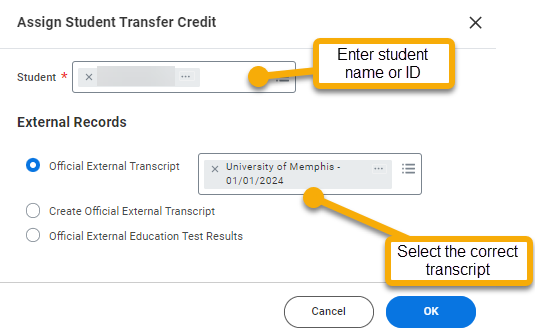 Assign Student Transfer Credit
Enter student
name or ID
Student *
External Records
Official External Transcript
University of Memphis -
01/01/2024
Create Official External Transcript
Official External Education Test Results
Select the correct
transcript
Cancel
OK